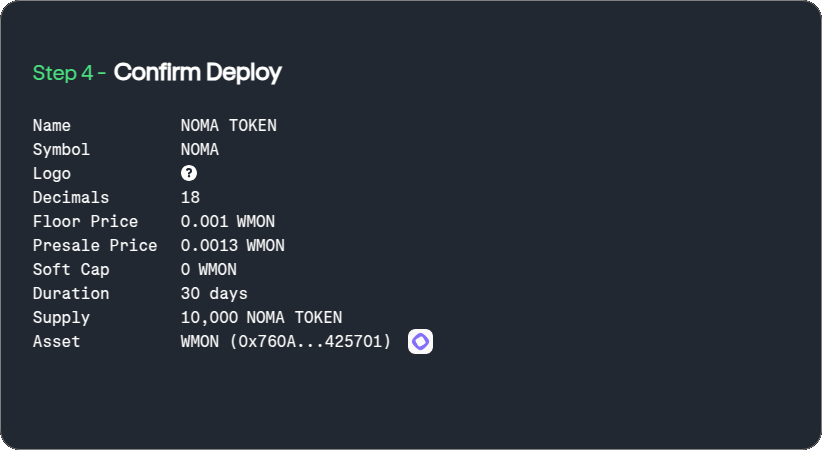 Step 4 - Confirm Deploy
Name NOMA TOKEN
Symbol NOMA
Logo ?
Decimals 18
Floor Price 0.001 WMON
Presale Price 0.0013 WMON
Soft Cap 0 WMON
Duration 30 days
Supply 10,000 NOMA TOKEN
Asset WMON (0x760A...425701)